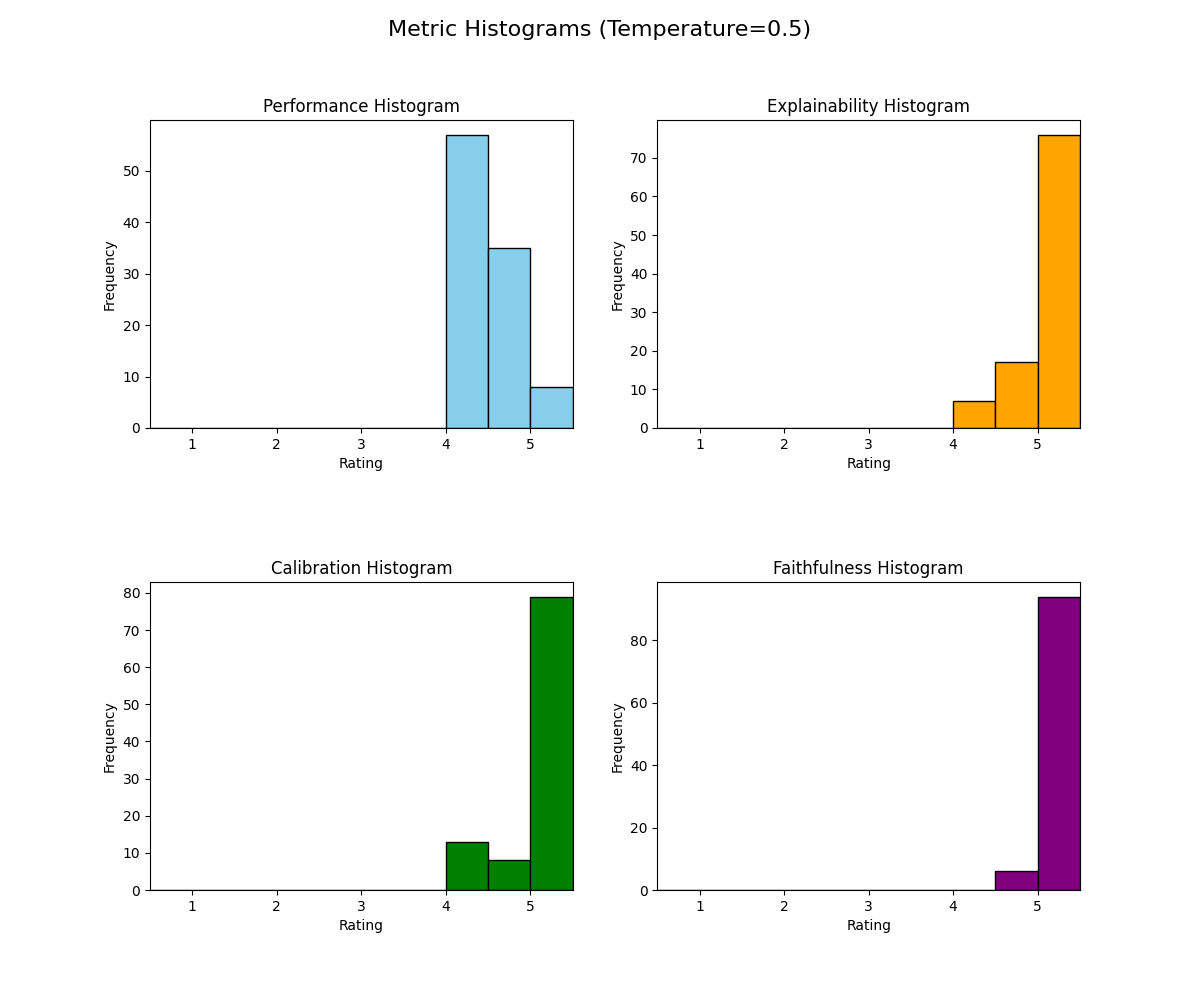 Metric Histograms (Temperature=0.5)
Performance Histogram
Frequency
50
40
30
20
10
0
1 2 3 4 5
Rating
Explainability Histogram
Frequency
70
60
50
40
30
20
10
0
1 2 3 4 5
Rating
Calibration Histogram
Frequency
80
70
60
50
40
30
20
10
0
1 2 3 4 5
Rating
Faithfulness Histogram
Frequency
80
60
40
20
0
1 2 3 4 5
Rating